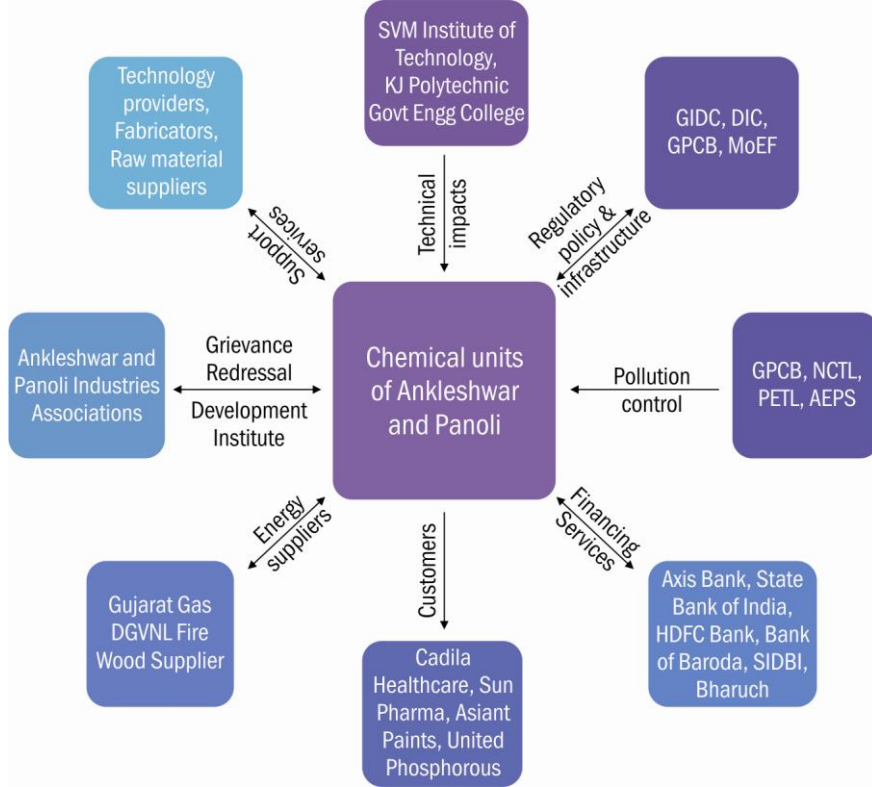 SVM Institute of
Technology,
KJ Polytechnic
Govt Engg College
Technology
providers,
Fabricators,
Raw material
suppliers
GIDC, DIC,
GPCB, MoEF
Support
services
Technical
impacts
Regulatory
policy &
infrastructure
Ankleshwar and
Panoli Industries
Associations
Grievance
Redressal
Development
Institute
Chemical units
of Ankleshwar
and Panoli
Pollution
control
GPCB, NCTL,
PETL, AEPS
Energy
suppliers
Customers
Financing
Services
Gujarat Gas
DGVNL Fire
Wood Supplier
Cadila
Healthcare, Sun
Pharma, Asiant
Paints, United
Phosphorous
Axis Bank, State
Bank of India,
HDFC Bank, Bank
of Baroda, SIDBI,
Bharuch